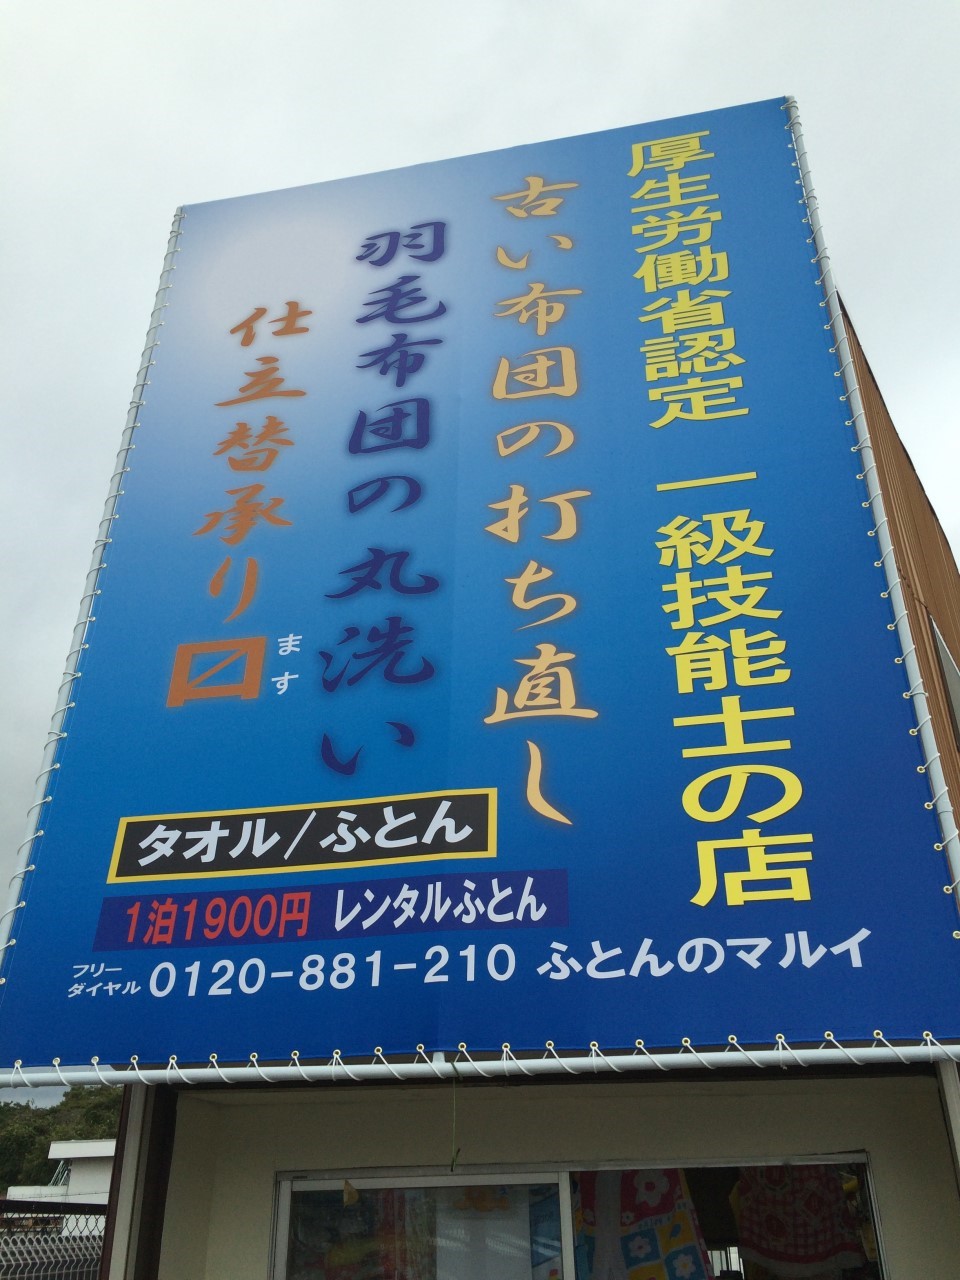 厚生労働省認定 一級技能士の店
古い布団の打ち直し
羽毛布団の丸洗い
仕立替承り〼
ます
タオル/ふとん
1泊1900円 レンタルふとん
フリーダイヤル 0120-881-210 ふとんのマルイ